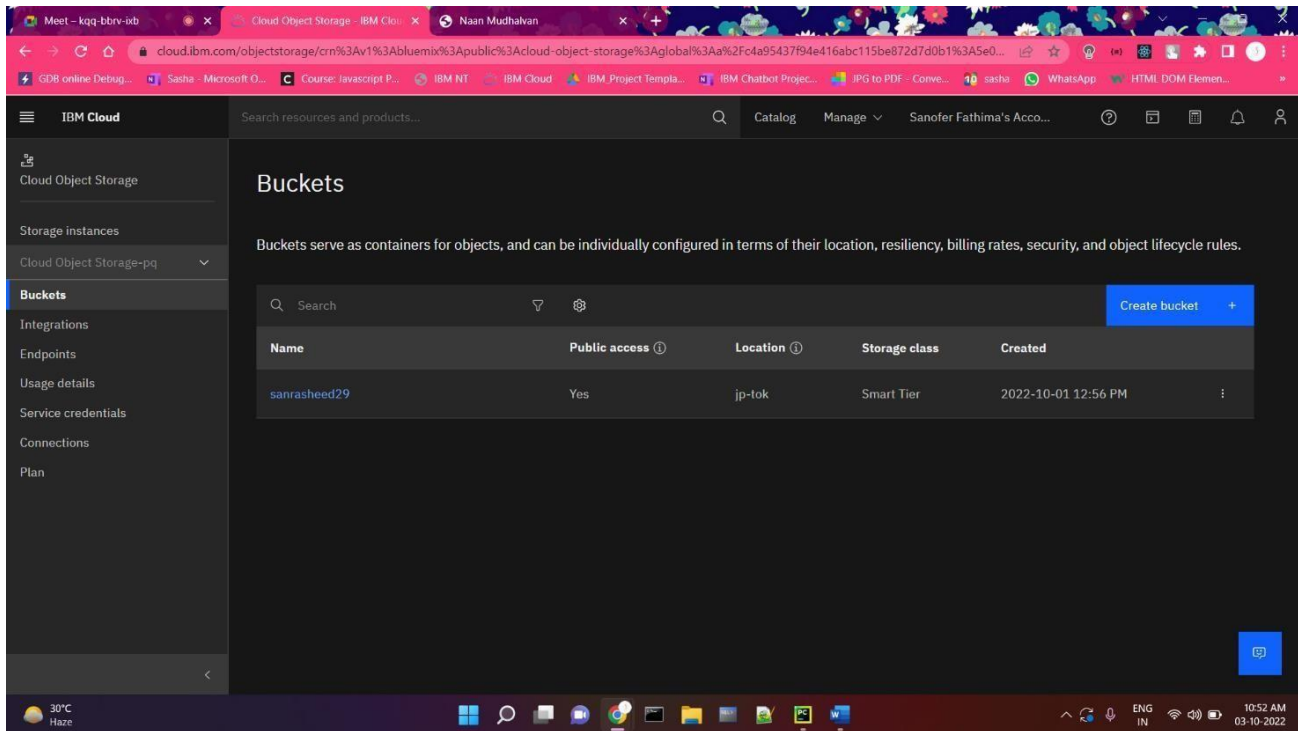 Meet – kqq-bbrv-ixb
Cloud Object Storage - IBM Clou
Naan Mudhalvan
cloud.ibm.com/objectstorage/crn%3Av1%3Abluemix%3Apublic%3Acloud-object-storage%3Aglobal%3Aa%2Fc4a95437f94e416abc115be872d7d0b1%3A5e0...
GDB online Debug...
Sasha - Microsoft O...
Course: Javascript P...
IBM NT
IBM Cloud
IBM Project Templa...
IBM Chatbot Projec...
JPG to PDF - Conve...
sasha
WhatsApp
HTML DOM Elemen...
IBM Cloud
Search resources and products...
Catalog
Manage
Sanofer Fathima's Acco...
Cloud Object Storage
Storage instances
Cloud Object Storage-pq
Buckets
Integrations
Endpoints
Usage details
Service credentials
Connections
Plan
Buckets
Buckets serve as containers for objects, and can be individually configured in terms of their location, resiliency, billing rates, security, and object lifecycle rules.
Search
Create bucket +
Name Public access Location Storage class Created
sanrasheed29 Yes jp-tok Smart Tier 2022-10-01 12:56 PM
30°C
Haze
ENG
IN
10:52 AM
03-10-2022